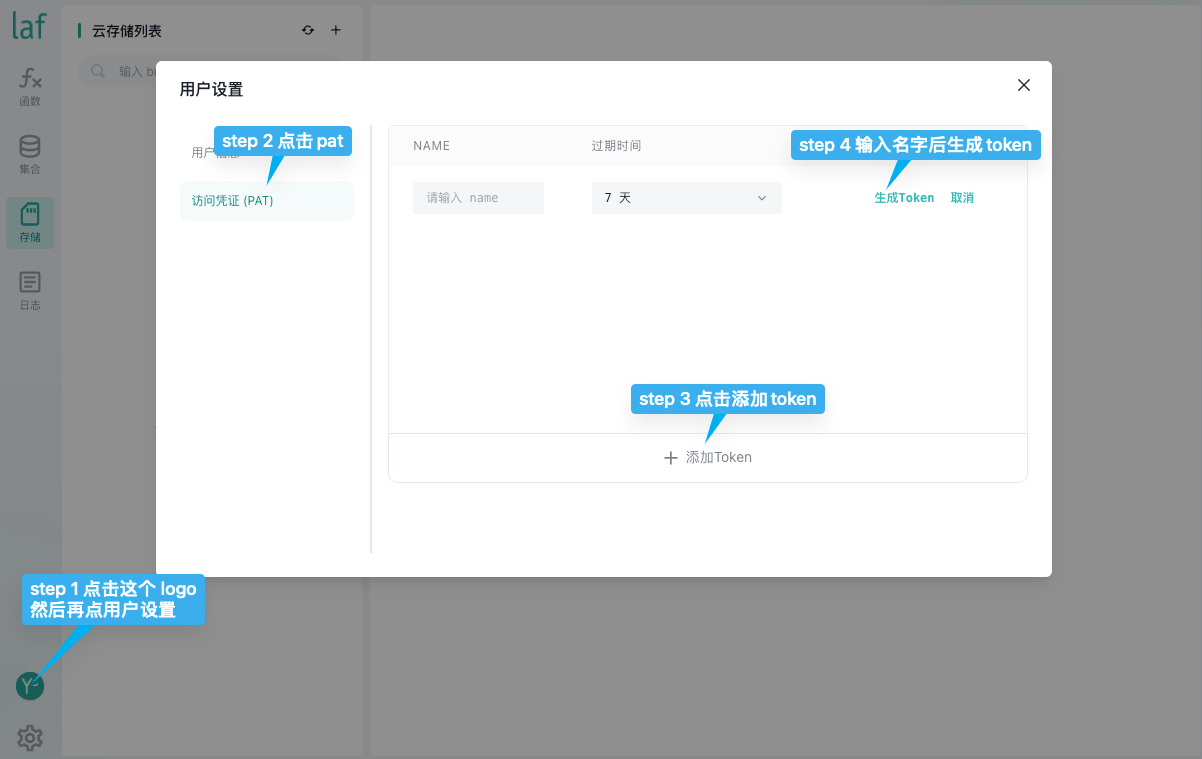 laf
云存储列表
输入
函数
集合
存储
日志
用户设置
step 2 点击 pat
用户信息
访问凭证 (PAT)
NAME
过期时间
step 4 输入名字后生成 token
请输入 name
7 天
生成Token
取消
step 3 点击添加 token
添加Token
step 1 点击这个 logo
然后再点用户设置